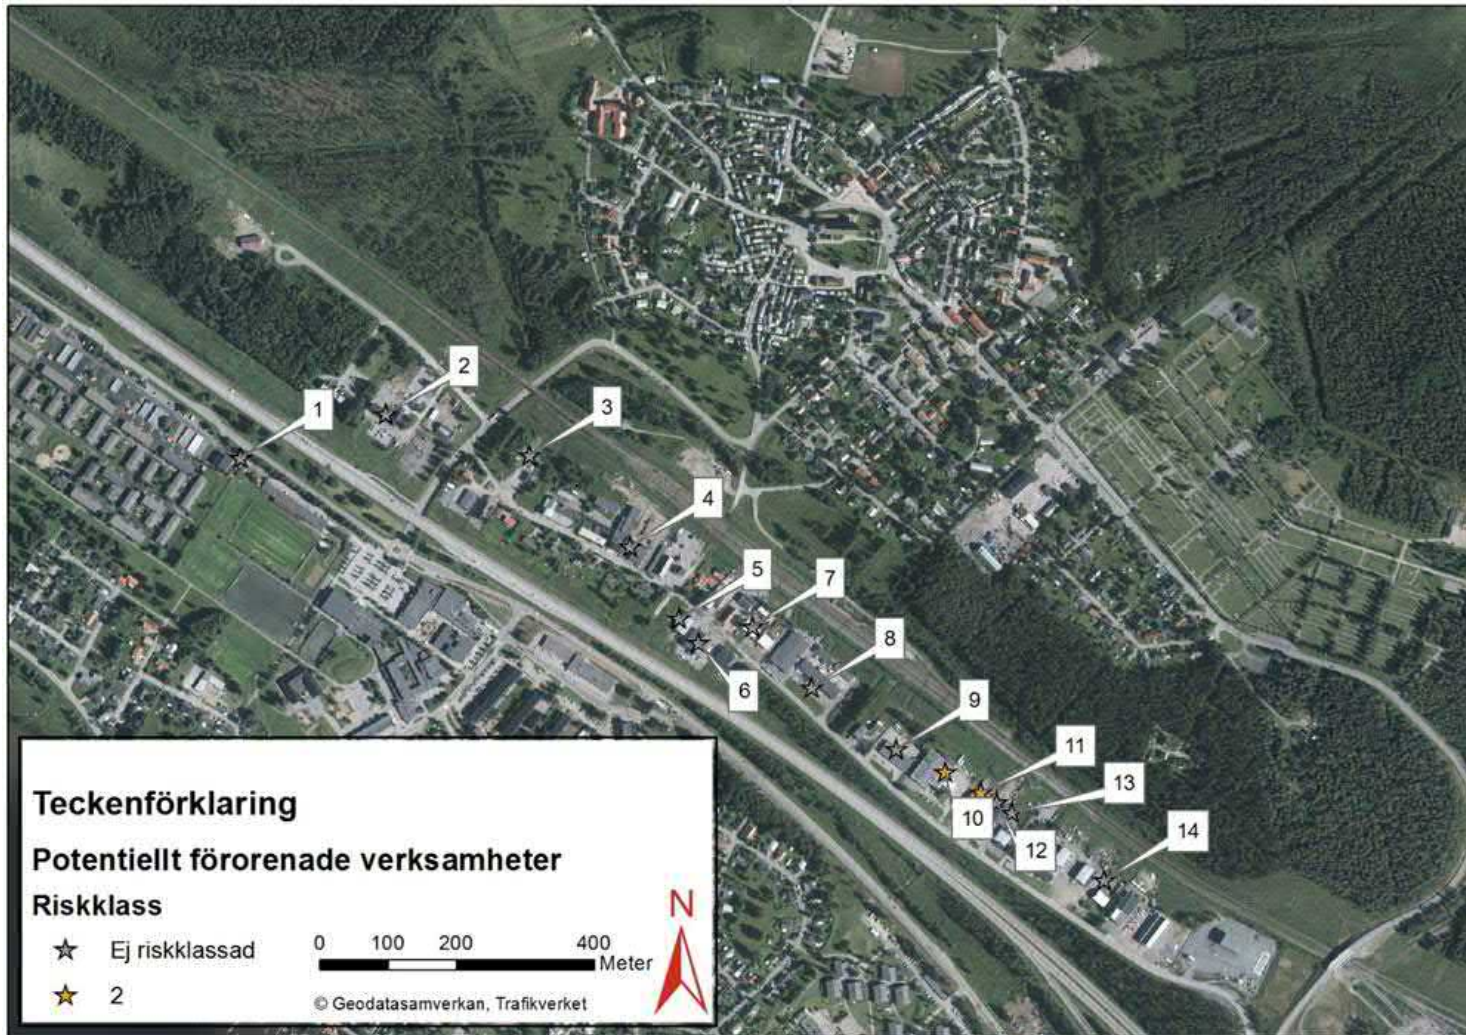 1
2
3
4
5
6
7
8
9
10
11
12
13
14
Teckenförklaring
Potentiellt förorenade verksamheter
Riskklass
Ej riskklassad
2
0 100 200 400
Meter
© Geodatasamverkan, Trafikverket
N